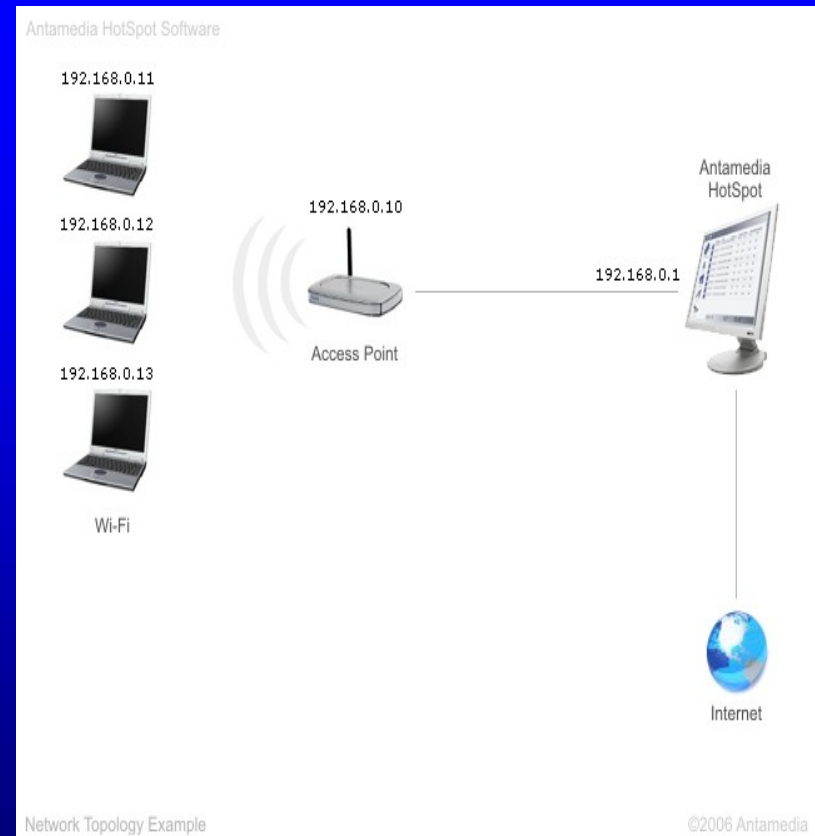 Antamedia HotSpot Software
192.168.0.11
192.168.0.12
192.168.0.13
Wi-Fi
192.168.0.10
Access Point
Antamedia
HotSpot
192.168.0.1
Internet
Network Topology Example
©2006 Antamedia